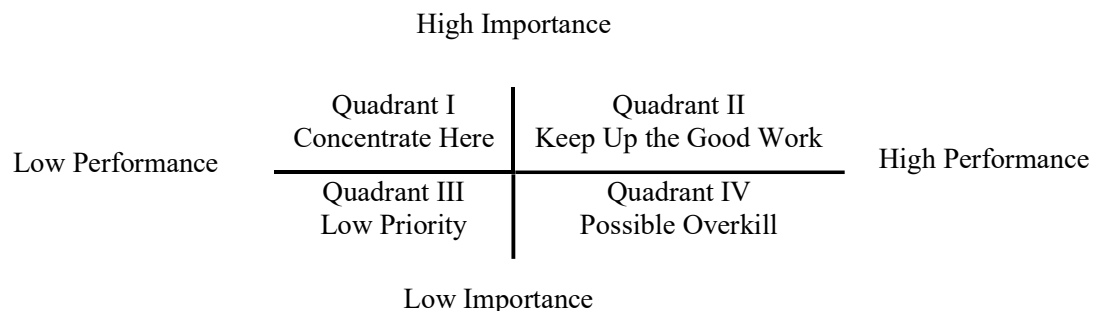 High Importance
Quadrant I
Concentrate Here
Quadrant II
Keep Up the Good Work
Low Performance
High Performance
Quadrant III
Low Priority
Quadrant IV
Possible Overkill
Low Importance